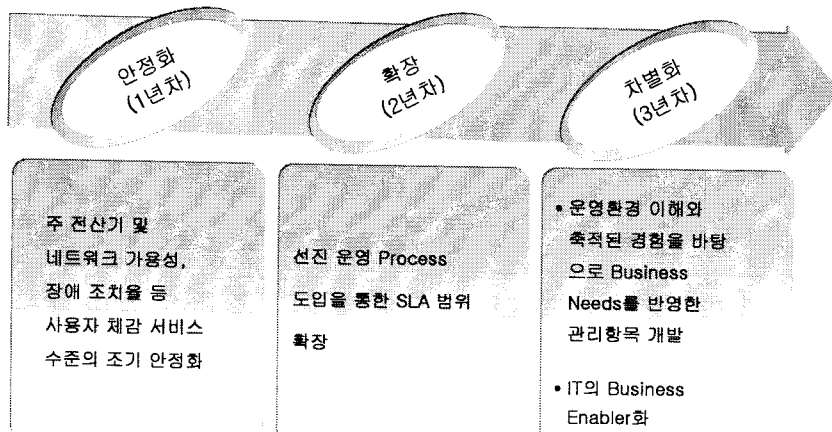 안정화
(1년차)
확장
(2년차)
차별화
(3년차)
주 전산기 및
네트워크 가용성,
장애 조치율 등
사용자 체감 서비스
수준의 조기 안정화
선진 운영 Process
도입을 통한 SLA 범위
확장
• 운영환경 이해와
축적된 경험을 바탕
으로 Business
Needs를 반영한
관리항목 개발
• IT의 Business
Enabler화